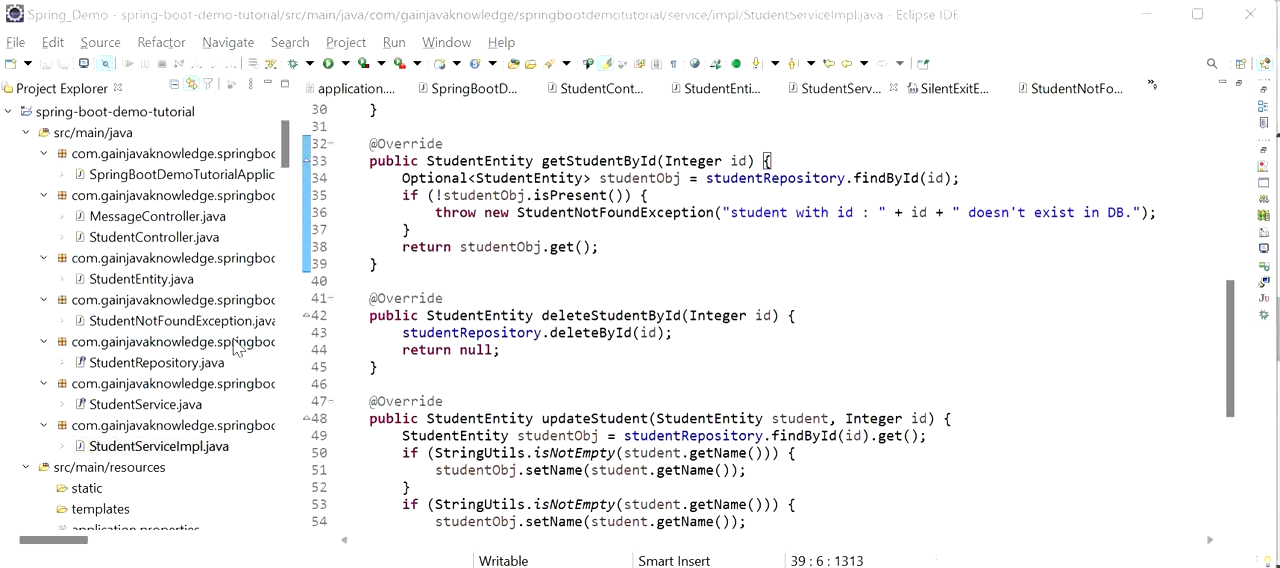 Spring_Demo - spring-boot-demo-tutorial/src/main/java/com/gainjavaknowledge/springbootdemotutorial/service/impl/StudentServiceImpl.java - Eclipse IDE
File Edit Source Refactor Navigate Search Project Run Window Help
Project Explorer
application....
SpringBootD...
StudentCont...
StudentEnti...
StudentServ...
SilentExitE...
StudentNotFo...
spring-boot-demo-tutorial
src/main/java
com.gainjavaknowledge.springboo
SpringBootDemoTutorialApplic
com.gainjavaknowledge.springboo
MessageController.java
StudentController.java
com.gainjavaknowledge.springboo
StudentEntity.java
com.gainjavaknowledge.springboo
StudentNotFoundException.java
com.gainjavaknowledge.springboo
StudentRepository.java
com.gainjavaknowledge.springboo
StudentService.java
com.gainjavaknowledge.springboo
StudentServiceImpl.java
src/main/resources
static
templates
application.properties
30 }
31
32 @Override
33 public StudentEntity getStudentById(Integer id) {
34 Optional<StudentEntity> studentObj = studentRepository.findById(id);
35 if (!studentObj.isPresent()) {
36 throw new StudentNotFoundException("student with id : " + id + " doesn't exist in DB.");
37 }
38 return studentObj.get();
39 }
40
41 @Override
42 public StudentEntity deleteStudentById(Integer id) {
43 studentRepository.deleteById(id);
44 return null;
45 }
46
47 @Override
48 public StudentEntity updateStudent(StudentEntity student, Integer id) {
49 StudentEntity studentObj = studentRepository.findById(id).get();
50 if (StringUtils.isNotEmpty(student.getName())) {
51 studentObj.setName(student.getName());
52 }
53 if (StringUtils.isNotEmpty(student.getName())) {
54 studentObj.setName(student.getName());
Writable Smart Insert 39 : 6 : 1313